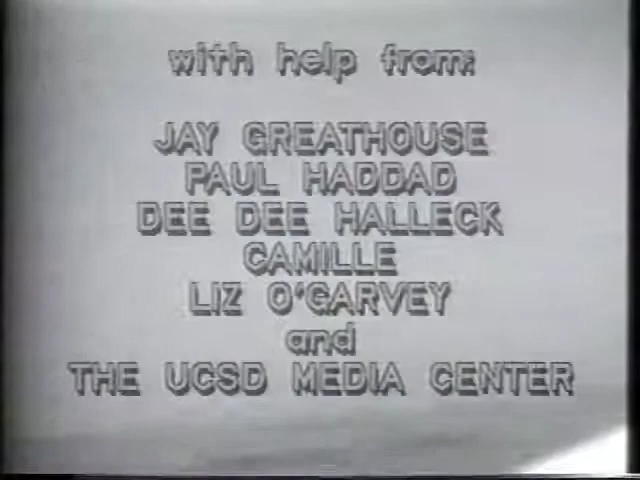 with help from:
JAY GREATHOUSE
PAUL HADDAD
DEE DEE HALLECK
CAMILLE
LIZ O'GARVEY
and
THE UCSD MEDIA CENTER